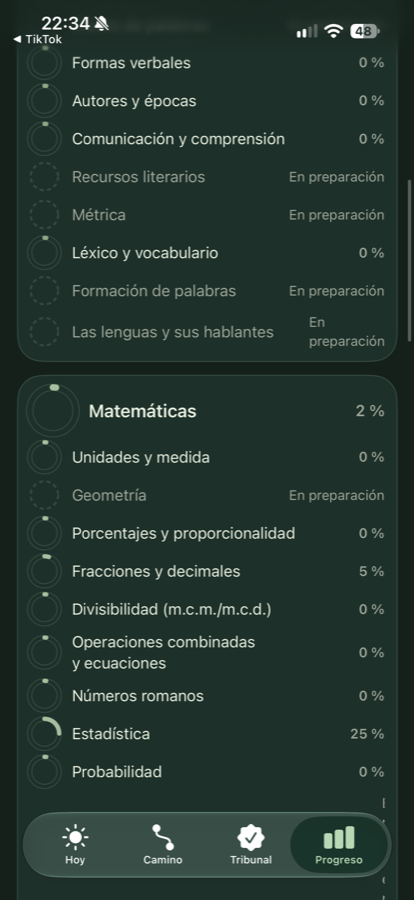 22:34
48
◀ TikTok
Formas verbales 0 %
Autores y épocas 0 %
Comunicación y comprensión 0 %
Recursos literarios En preparación
Métrica En preparación
Léxico y vocabulario 0 %
Formación de palabras En preparación
Las lenguas y sus hablantes En
preparación
Matemáticas 2 %
Unidades y medida 0 %
Geometría En preparación
Porcentajes y proporcionalidad 0 %
Fracciones y decimales 5 %
Divisibilidad (m.c.m./m.c.d.) 0 %
Operaciones combinadas
y ecuaciones 0 %
Números romanos 0 %
Estadística 25 %
Probabilidad 0 %
Hoy Camino Tribunal Progreso